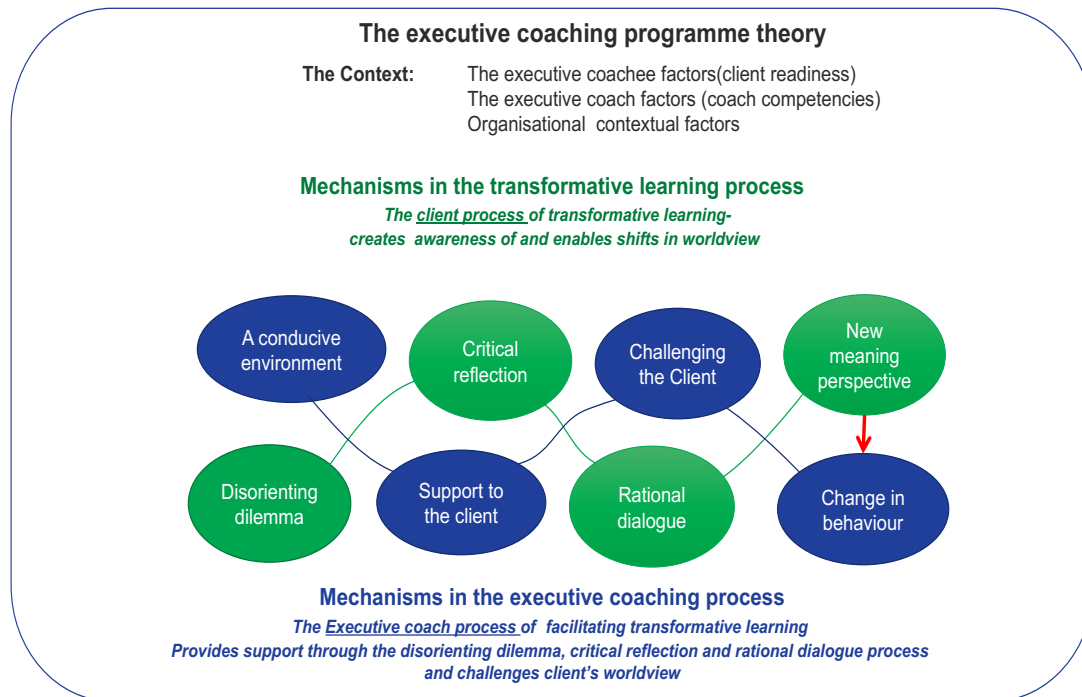 The executive coaching programme theory
The Context: The executive coachee factors(client readiness)
The executive coach factors (coach competencies)
Organisational contextual factors
Mechanisms in the transformative learning process
The client process of transformative learning-
creates awareness of and enables shifts in worldview
A conducive
environment
Critical
reflection
Challenging
the Client
New
meaning
perspective
Disorienting
dilemma
Support to
the client
Rational
dialogue
Change in
behaviour
Mechanisms in the executive coaching process
The Executive coach process of facilitating transformative learning
Provides support through the disorienting dilemma, critical reflection and rational dialogue process
and challenges client's worldview